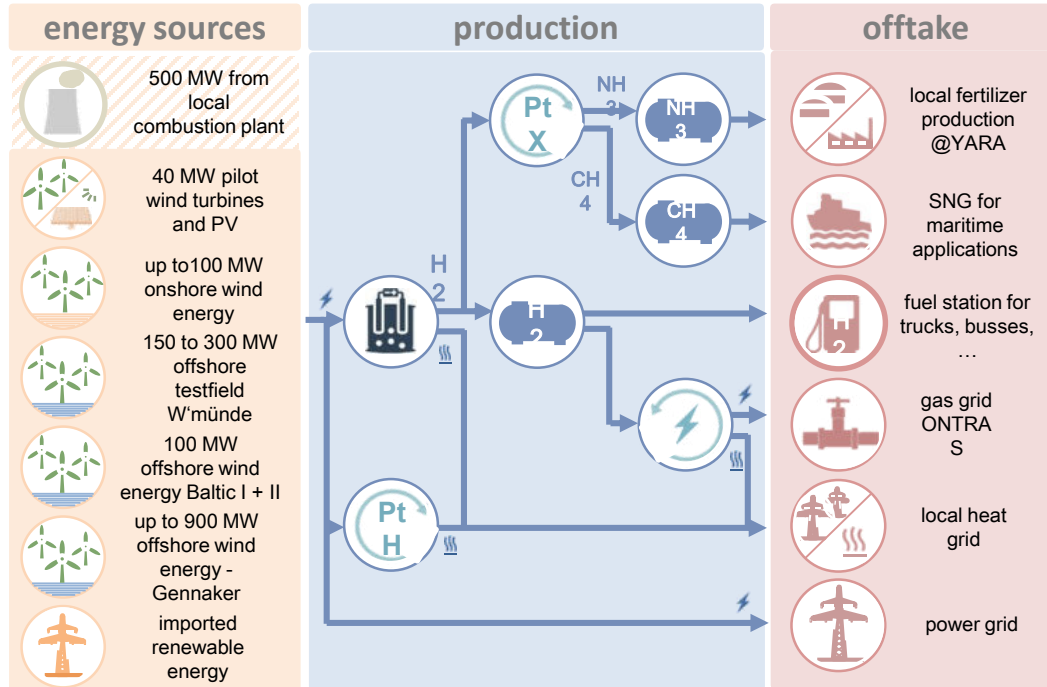 energy sources
production
offtake
500 MW from
local
combustion plant
40 MW pilot
wind turbines
and PV
up to100 MW
onshore wind
energy
150 to 300 MW
offshore
testfield
W‘münde
100 MW
offshore wind
energy Baltic I + II
up to 900 MW
offshore wind
energy -
Gennaker
imported
renewable
energy
H
2
Pt
X
NH
3
NH
3
CH
4
CH
4
H
2
Pt
H
local fertilizer
production
@YARA
SNG for
maritime
applications
2
fuel station for
trucks, busses,
…
gas grid
ONTRA
S
local heat
grid
power grid